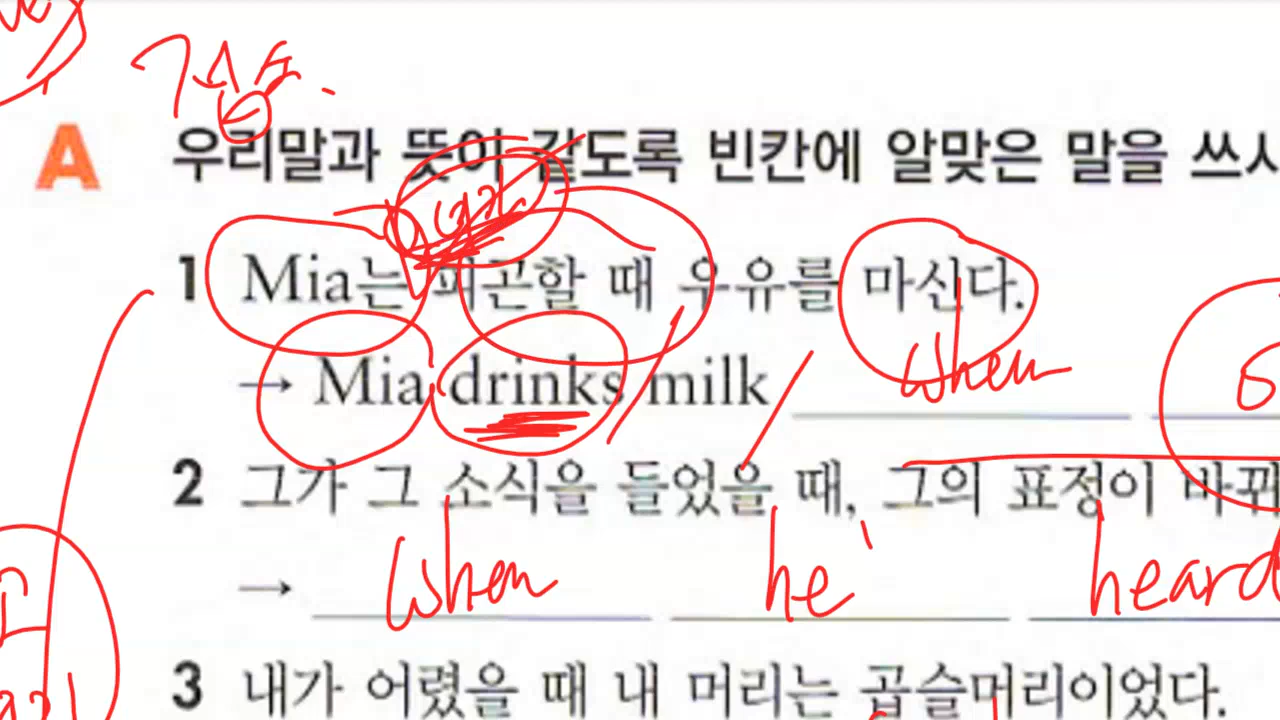 A 우리말과 뜻이 같도록 빈칸에 알맞은 말을 쓰시
1 Mia는 피곤할 때 우유를 마신다.
→ Mia drinks milk when
2 그가 그 소식을 들었을 때, 그의 표정이 바뀌
→ when he heard
3 내가 어렸을 때 내 머리는 곱슬머리이었다.